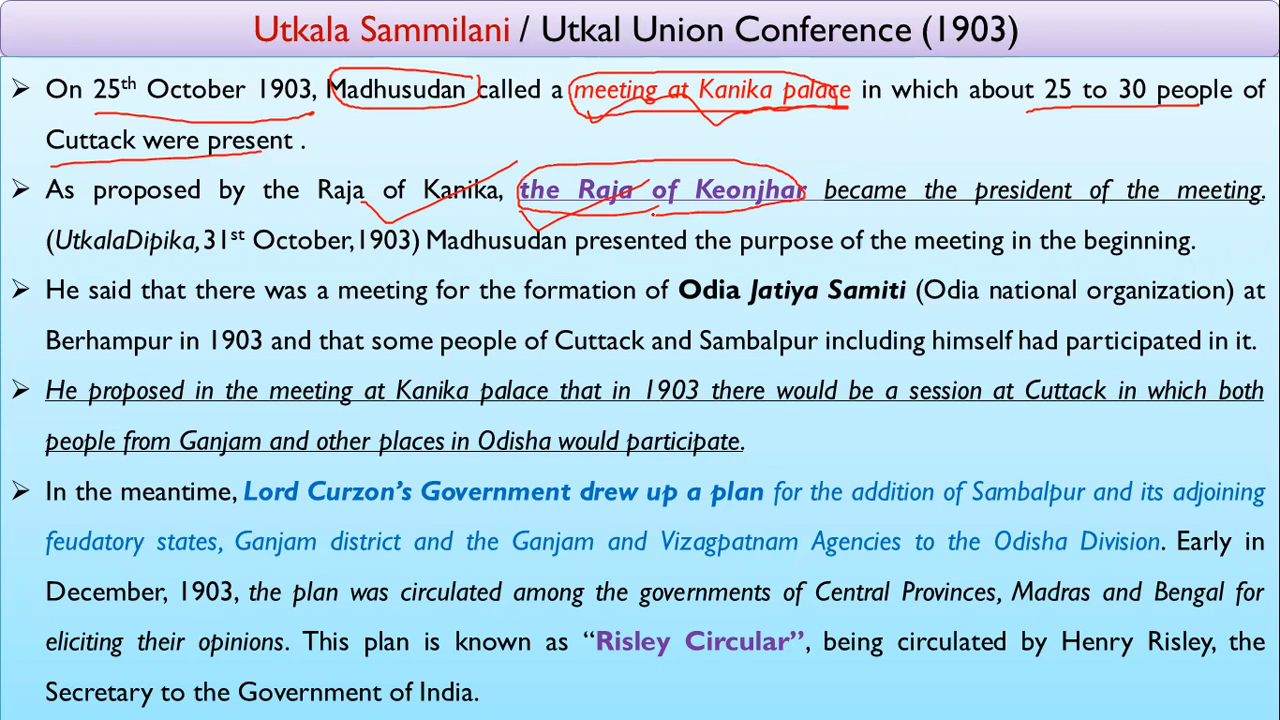 Utkala Sammilani / Utkal Union Conference (1903)
➢ On 25th October 1903, Madhusudan called a meeting at Kanika palace in which about 25 to 30 people of
Cuttack were present .
➢ As proposed by the Raja of Kanika, the Raja of Keonjhar became the president of the meeting.
(UtkalaDipika,31st October,1903) Madhusudan presented the purpose of the meeting in the beginning.
➢ He said that there was a meeting for the formation of Odia Jatiya Samiti (Odia national organization) at
Berhampur in 1903 and that some people of Cuttack and Sambalpur including himself had participated in it.
➢ He proposed in the meeting at Kanika palace that in 1903 there would be a session at Cuttack in which both
people from Ganjam and other places in Odisha would participate.
➢ In the meantime, Lord Curzon’s Government drew up a plan for the addition of Sambalpur and its adjoining
feudatory states, Ganjam district and the Ganjam and Vizagpatnam Agencies to the Odisha Division. Early in
December, 1903, the plan was circulated among the governments of Central Provinces, Madras and Bengal for
eliciting their opinions. This plan is known as “Risley Circular”, being circulated by Henry Risley, the
Secretary to the Government of India.